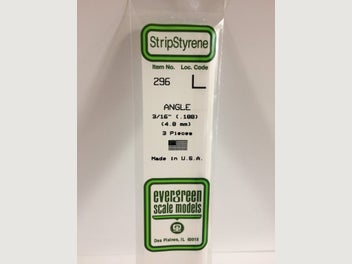 StripStyrene
Item No. Loc. Code
296 L
ANGLE
3/16" (.188)
(4.8 mm)
3 Pieces
Made in U.S.A.
evergreen
scale models
Des Plaines, IL 60018